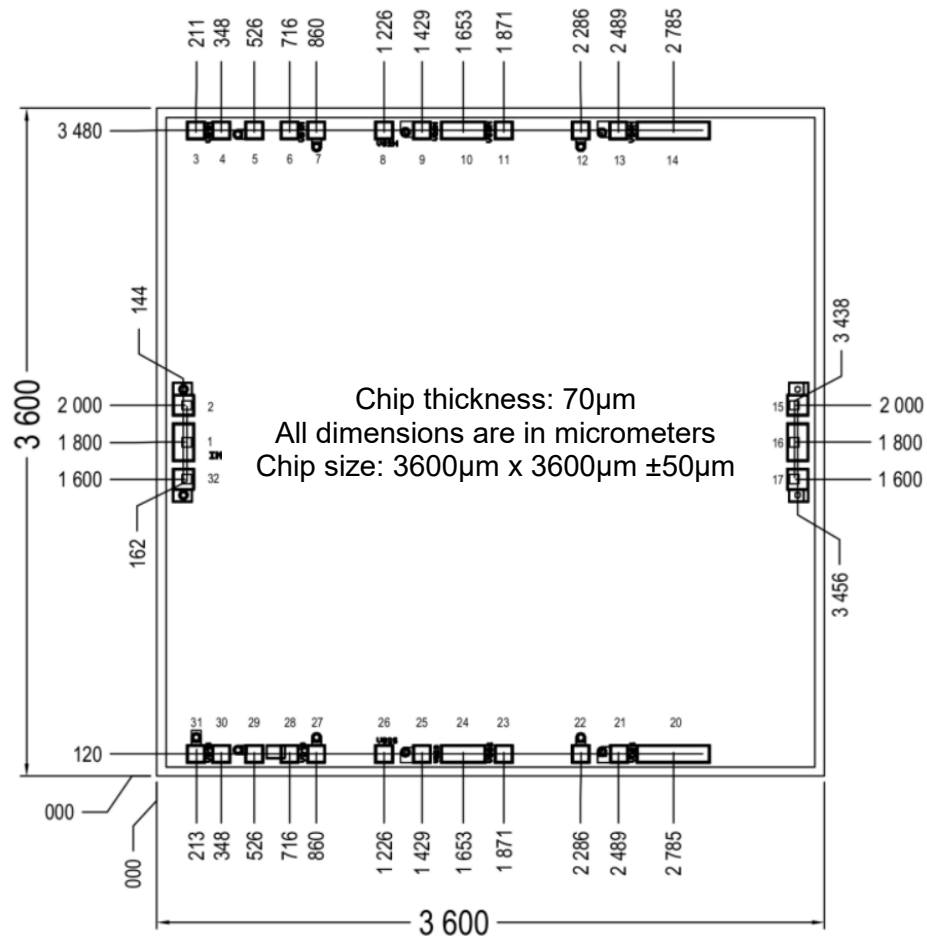 211 348 526 716 860 1 226 1 429 1 653 1 871 2 286 2 489 2 785
3 480
3 4 5 6 7 8 9 10 11 12 13 14
144
3 438
3 600
Chip thickness: 70µm
2 000 2 15 2 000
All dimensions are in micrometers
1 800 1 16 1 800
IN
Chip size: 3600µm x 3600µm ±50µm
1 600 32 17 1 600
162
3 456
31 30 29 28 27 26 25 24 23 22 21 20
120
000
000
213 348 526 716 860 1 226 1 429 1 653 1 871 2 286 2 489 2 785
3 600